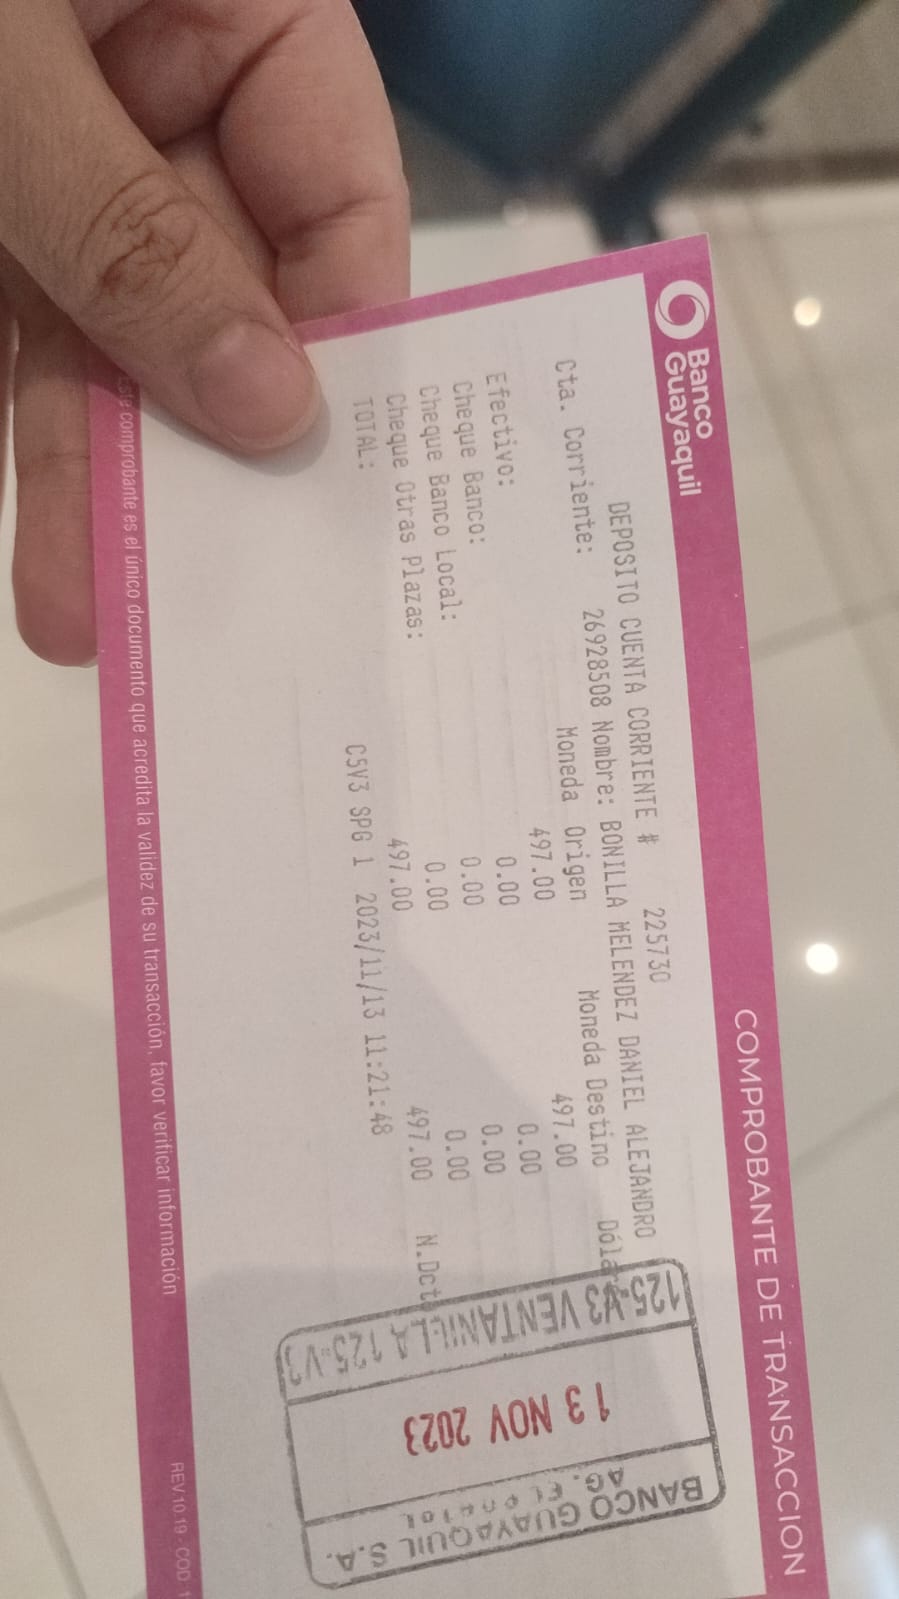 Banco
Guayaquil
COMPROBANTE DE TRANSACCION
DEPOSITO CUENTA CORRIENTE # 225730
Cta. Corriente: 26928508 Nombre: BONILLA MELENDEZ DANIEL ALEJANDRO
Moneda Origen Moneda Destino
Efectivo: 497.00 497.00
Cheque Banco: 0.00 0.00
Cheque Banco Local: 0.00 0.00
Cheque Otras Plazas: 0.00 0.00
TOTAL: 497.00 497.00
C5V3 SPG 1 2023/11/13 11:21:48
125-V3 VENTANILLA 125-V3
13 NOV 2023
BANCO GUAYAQUIL S.A.
AG.
Este comprobante es el único documento que acredita la validez de su transacción, favor verificar información
REV.10.19 - COD